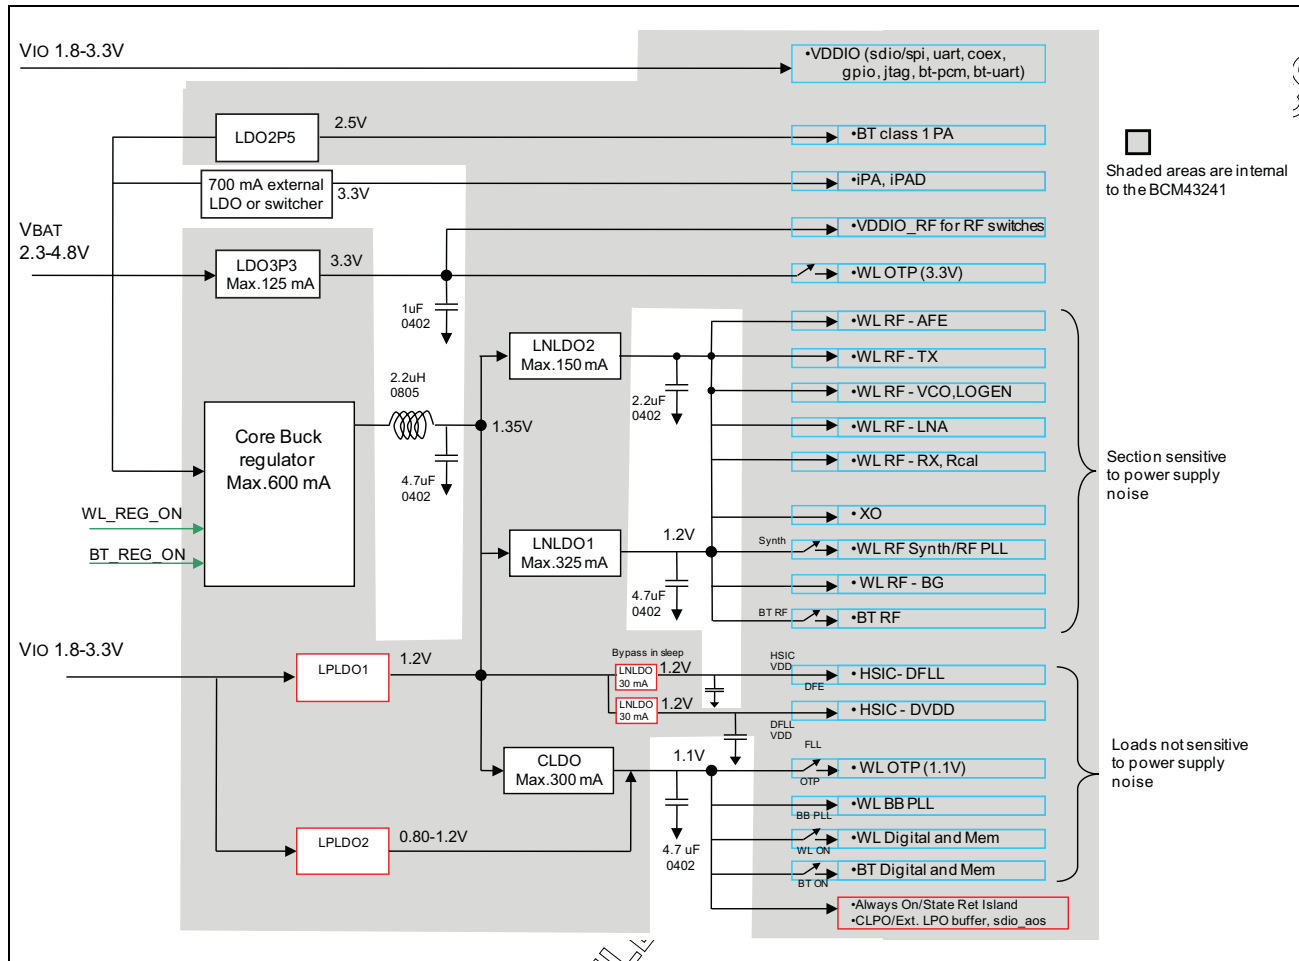 VIO 1.8-3.3V
•VDDIO (sdio/spi, uart, coex,
gpio, jtag, bt-pcm, bt-uart)
LDO2P5
2.5V
•BT class 1 PA
Shaded areas are internal
to the BCM43241
700 mA external
LDO or switcher
3.3V
•iPA, iPAD
VBAT
2.3-4.8V
•VDDIO_RF for RF switches
LDO3P3
Max.125 mA
3.3V
•WL OTP (3.3V)
1uF
0402
LNLDO2
Max.150 mA
•WL RF - AFE
•WL RF - TX
2.2uH
0805
2.2uF
0402
•WL RF - VCO,LOGEN
1.35V
•WL RF - LNA
Core Buck
regulator
Max.600 mA
4.7uF
0402
•WL RF - RX, Rcal
Section sensitive
to power supply
noise
WL_REG_ON
BT_REG_ON
• XO
LNLDO1
Max.325 mA
1.2V
Synth
•WL RF Synth/RF PLL
4.7uF
0402
•WL RF - BG
BT RF
•BT RF
VIO 1.8-3.3V
LPLDO1
1.2V
Bypass in sleep
LNLDO
30 mA
1.2V
HSIC
VDD
DFE
• HSIC- DFLL
LNLDO
30 mA
1.2V
DFLL
VDD
• HSIC - DVDD
CLDO
Max.300 mA
1.1V
FLL
OTP
• WL OTP (1.1V)
Loads not sensitive
to power supply
noise
BB PLL
•WL BB PLL
LPLDO2
0.80-1.2V
4.7 uF
0402
WL ON
•WL Digital and Mem
BT ON
•BT Digital and Mem
•Always On/State Ret Island
•CLPO/Ext. LPO buffer, sdio_aos